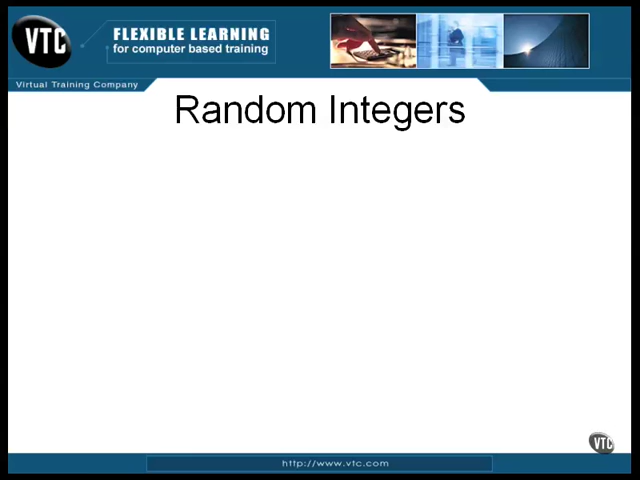 VTC
FLEXIBLE LEARNING
for computer based training
Virtual Training Company
Random Integers
VTC
http://www.vtc.com